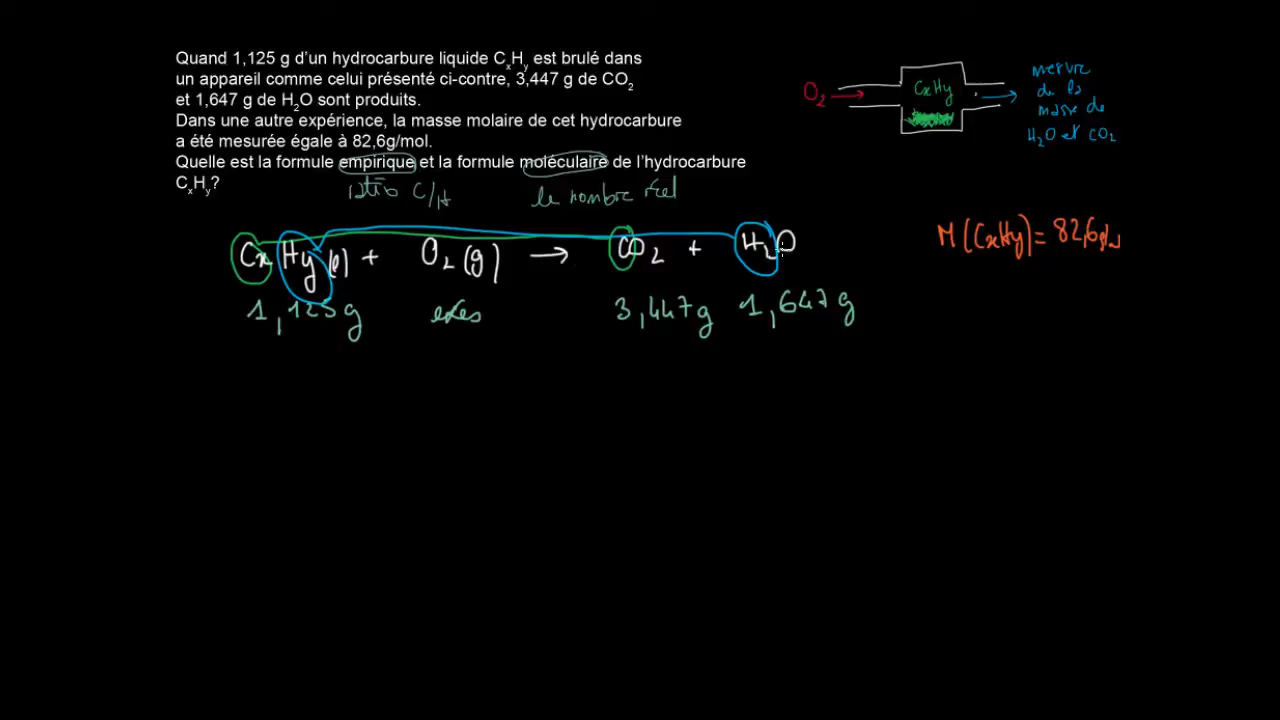 Quand 1,125 g d'un hydrocarbure liquide CxHy est brulé dans
un appareil comme celui présenté ci-contre, 3,447 g de CO2
et 1,647 g de H2O sont produits.
Dans une autre expérience, la masse molaire de cet hydrocarbure
a été mesurée égale à 82,6g/mol.
Quelle est la formule empirique et la formule moléculaire de l'hydrocarbure
CxHy?
ratio C/H le nombre réel
O2 CxHy
mesure
de la
masse de
H2O et CO2
CxHy(l) + O2(g) → CO2 + H2O
M(CxHy) = 82,6g/
1,125g exces 3,447g 1,647g